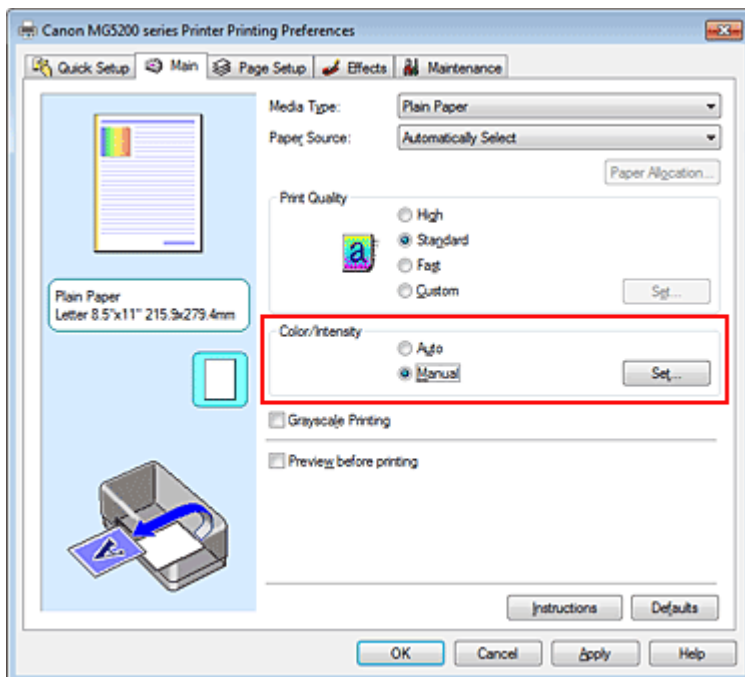 Canon MG5200 series Printer Printing Preferences
Quick Setup
Main
Page Setup
Effects
Maintenance
Media Type:
Plain Paper
Paper Source:
Automatically Select
Paper Allocation...
Print Quality
High
Standard
Fast
Custom
Set...
a
Plain Paper
Letter 8.5"x11" 215.9x279.4mm
Color/Intensity
Auto
Manual
Set...
Grayscale Printing
Preview before printing
A
Instructions
Defaults
OK
Cancel
Apply
Help